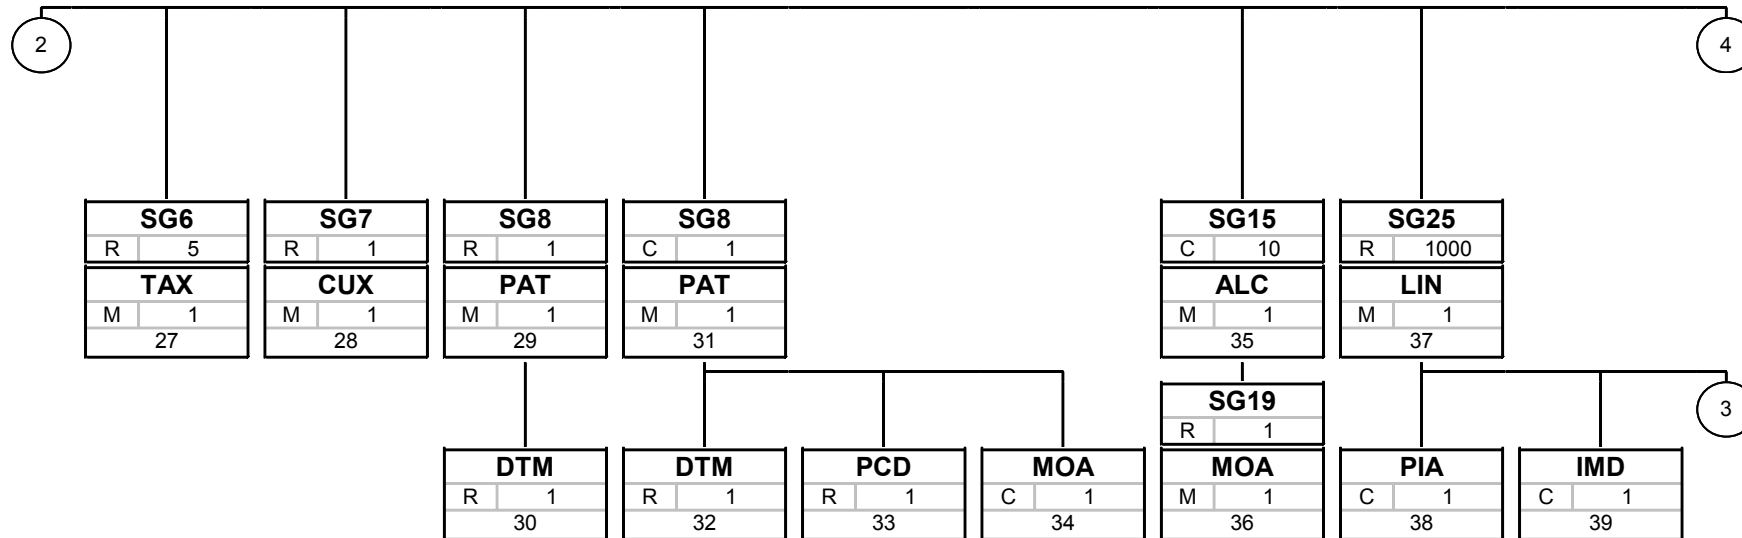 2 4
SG6 SG7 SG8 SG8 SG15 SG25
R 5 R 1 R 1 C 1 C 10 R 1000
TAX CUX PAT PAT ALC LIN
M 1 M 1 M 1 M 1 M 1 M 1
27 28 29 31 35 37
SG19 3
R 1
DTM DTM PCD MOA MOA PIA IMD
R 1 R 1 R 1 C 1 M 1 C 1 C 1
30 32 33 34 36 38 39